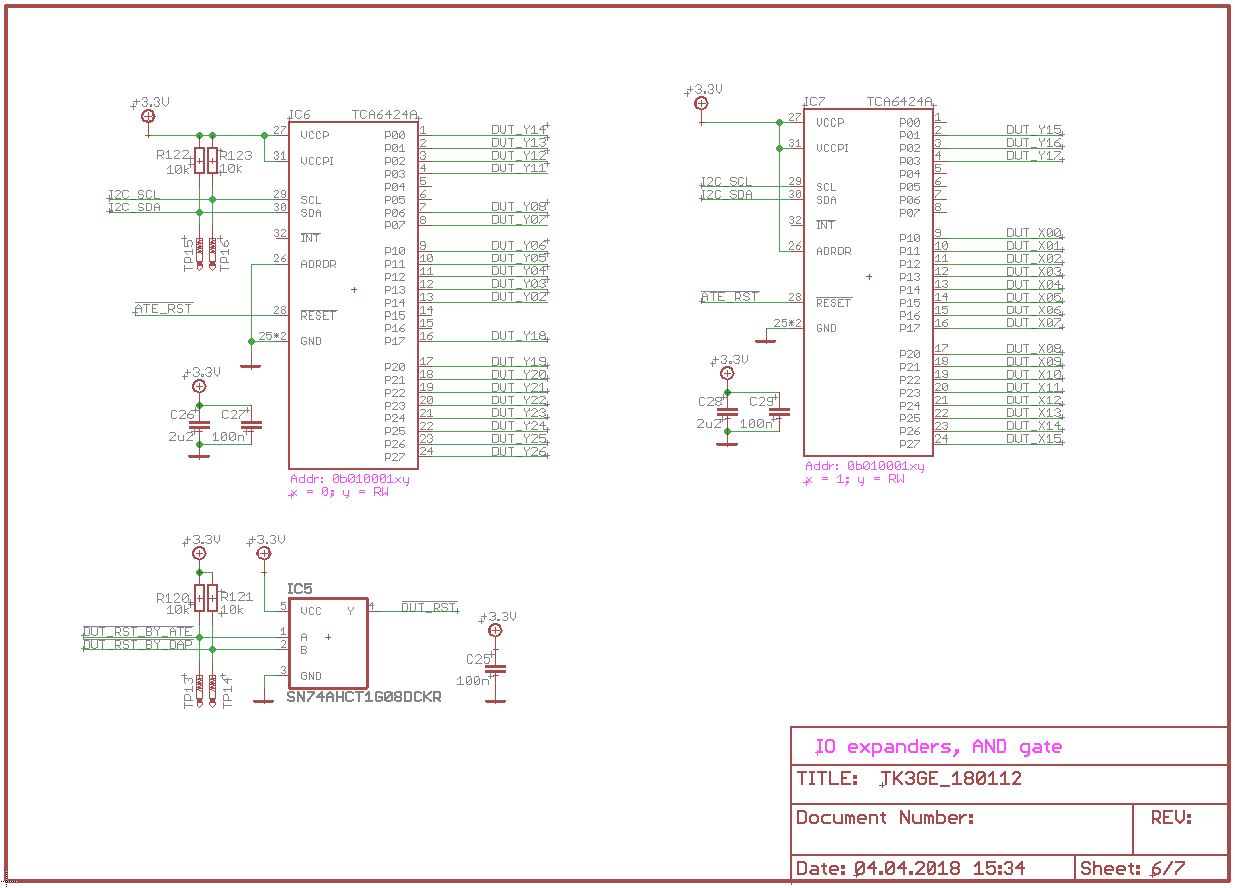 +3.3V
IC6 TCA6424A
27 VCCP P00 1 DUT_Y14
P01 2 DUT_Y13
R122 R123 31 VCCPI P02 3 DUT_Y12
10k 10k P03 4 DUT_Y11
P04 5
I2C_SCL 29 SCL P05 6
I2C_SDA 30 SDA P06 7 DUT_Y08
P07 8 DUT_Y07
32 INT
TP15 TP16
P10 9 DUT_Y06
26 ADRDR P11 10 DUT_Y05
P12 11 DUT_Y04
P13 12 DUT_Y03
P14 13 DUT_Y02
ATE_RST 28 RESET P15 14
P16 15
25*2 GND P17 16 DUT_Y18
P20 17 DUT_Y19
+3.3V P21 18 DUT_Y20
P22 19 DUT_Y21
P23 20 DUT_Y22
C26 C27 P24 21 DUT_Y23
P25 22 DUT_Y24
2u2 100n P26 23 DUT_Y25
P27 24 DUT_Y26
Addr: 0b010001xy
x = 0; y = RW
+3.3V
IC7 TCA6424A
27 VCCP P00 1
P01 2 DUT_Y15
P02 3 DUT_Y16
31 VCCPI P03 4 DUT_Y17
P04 5
I2C_SCL 29 SCL P05 6
I2C_SDA 30 SDA P06 7
P07 8
32 INT
P10 9 DUT_X00
26 ADRDR P11 10 DUT_X01
P12 11 DUT_X02
P13 12 DUT_X03
P14 13 DUT_X04
ATE_RST 28 RESET P15 14 DUT_X05
P16 15 DUT_X06
25*2 GND P17 16 DUT_X07
P20 17 DUT_X08
+3.3V P21 18 DUT_X09
P22 19 DUT_X10
P23 20 DUT_X11
C28 C29 P24 21 DUT_X12
P25 22 DUT_X13
2u2 100n P26 23 DUT_X14
P27 24 DUT_X15
Addr: 0b010001xy
x = 1; y = RW
+3.3V +3.3V
IC5
R120 R121
10k 10k
5 VCC Y 4 DUT_RST
DUT_RST_BY_ATE 1 A
DUT_RST_BY_DAP 2 B
3 GND
TP13 TP14
SN74AHCT1G08DCKR
+3.3V
C25
100n
IO expanders, AND gate
TITLE: TK3GE_180112
Document Number: REV:
Date: 04.04.2018 15:34 Sheet: 6/7